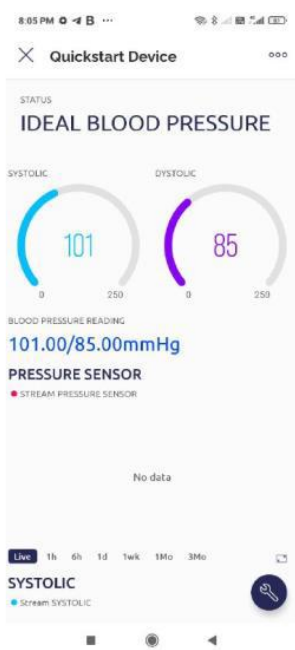 8:05 PM
Quickstart Device
STATUS
IDEAL BLOOD PRESSURE
SYSTOLIC DYSTOLIC
101 85
0 250 0 250
BLOOD PRESSURE READING
101.00/85.00mmHg
PRESSURE SENSOR
STREAM PRESSURE SENSOR
No data
Live 1h 6h 1d 1wk 1Mo 3Mo
SYSTOLIC
Stream SYSTOLIC